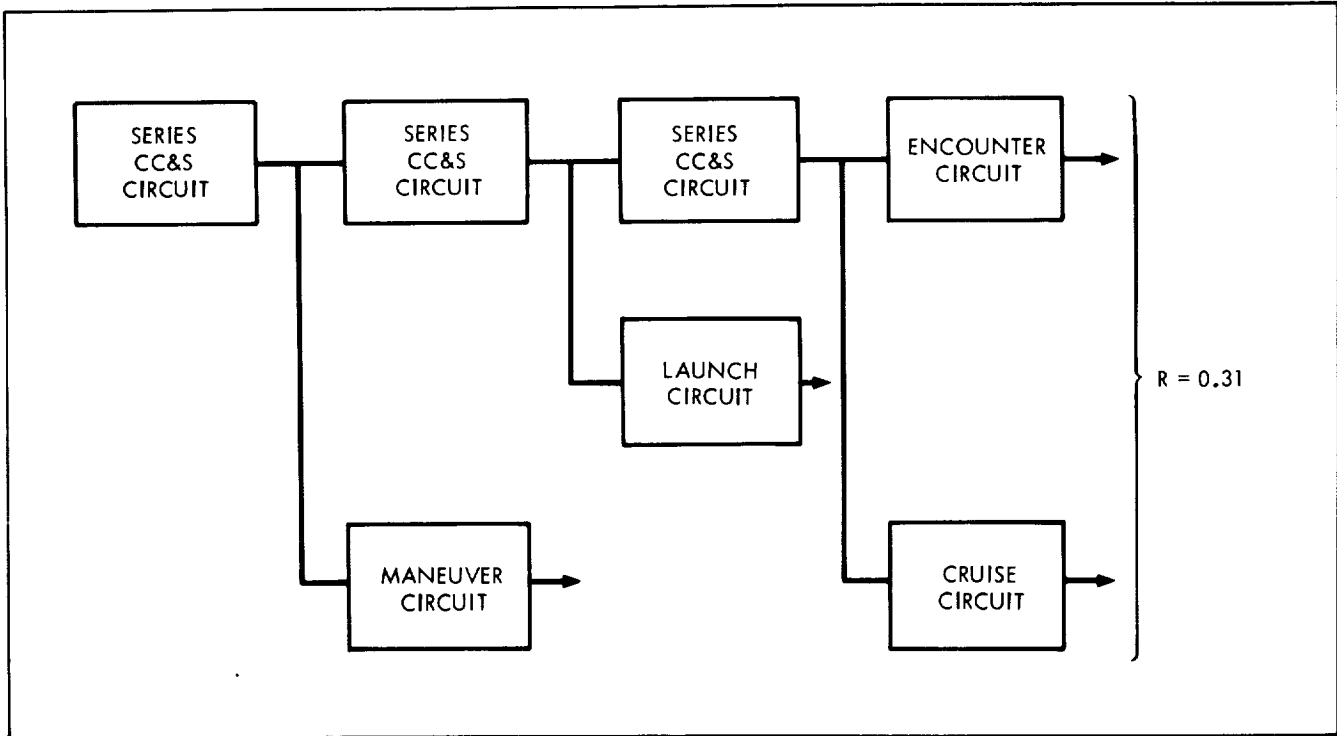 SERIES
CC&S
CIRCUIT
SERIES
CC&S
CIRCUIT
SERIES
CC&S
CIRCUIT
ENCOUNTER
CIRCUIT
LAUNCH
CIRCUIT
R = 0.31
MANEUVER
CIRCUIT
CRUISE
CIRCUIT